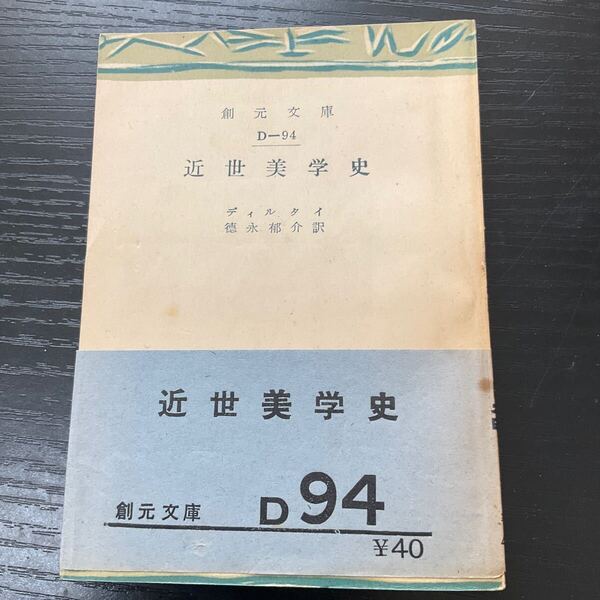 創元文庫
D—94
近世美学史
ディルタイ
徳永郁介訳
近世美学史
創元文庫 D94
¥40